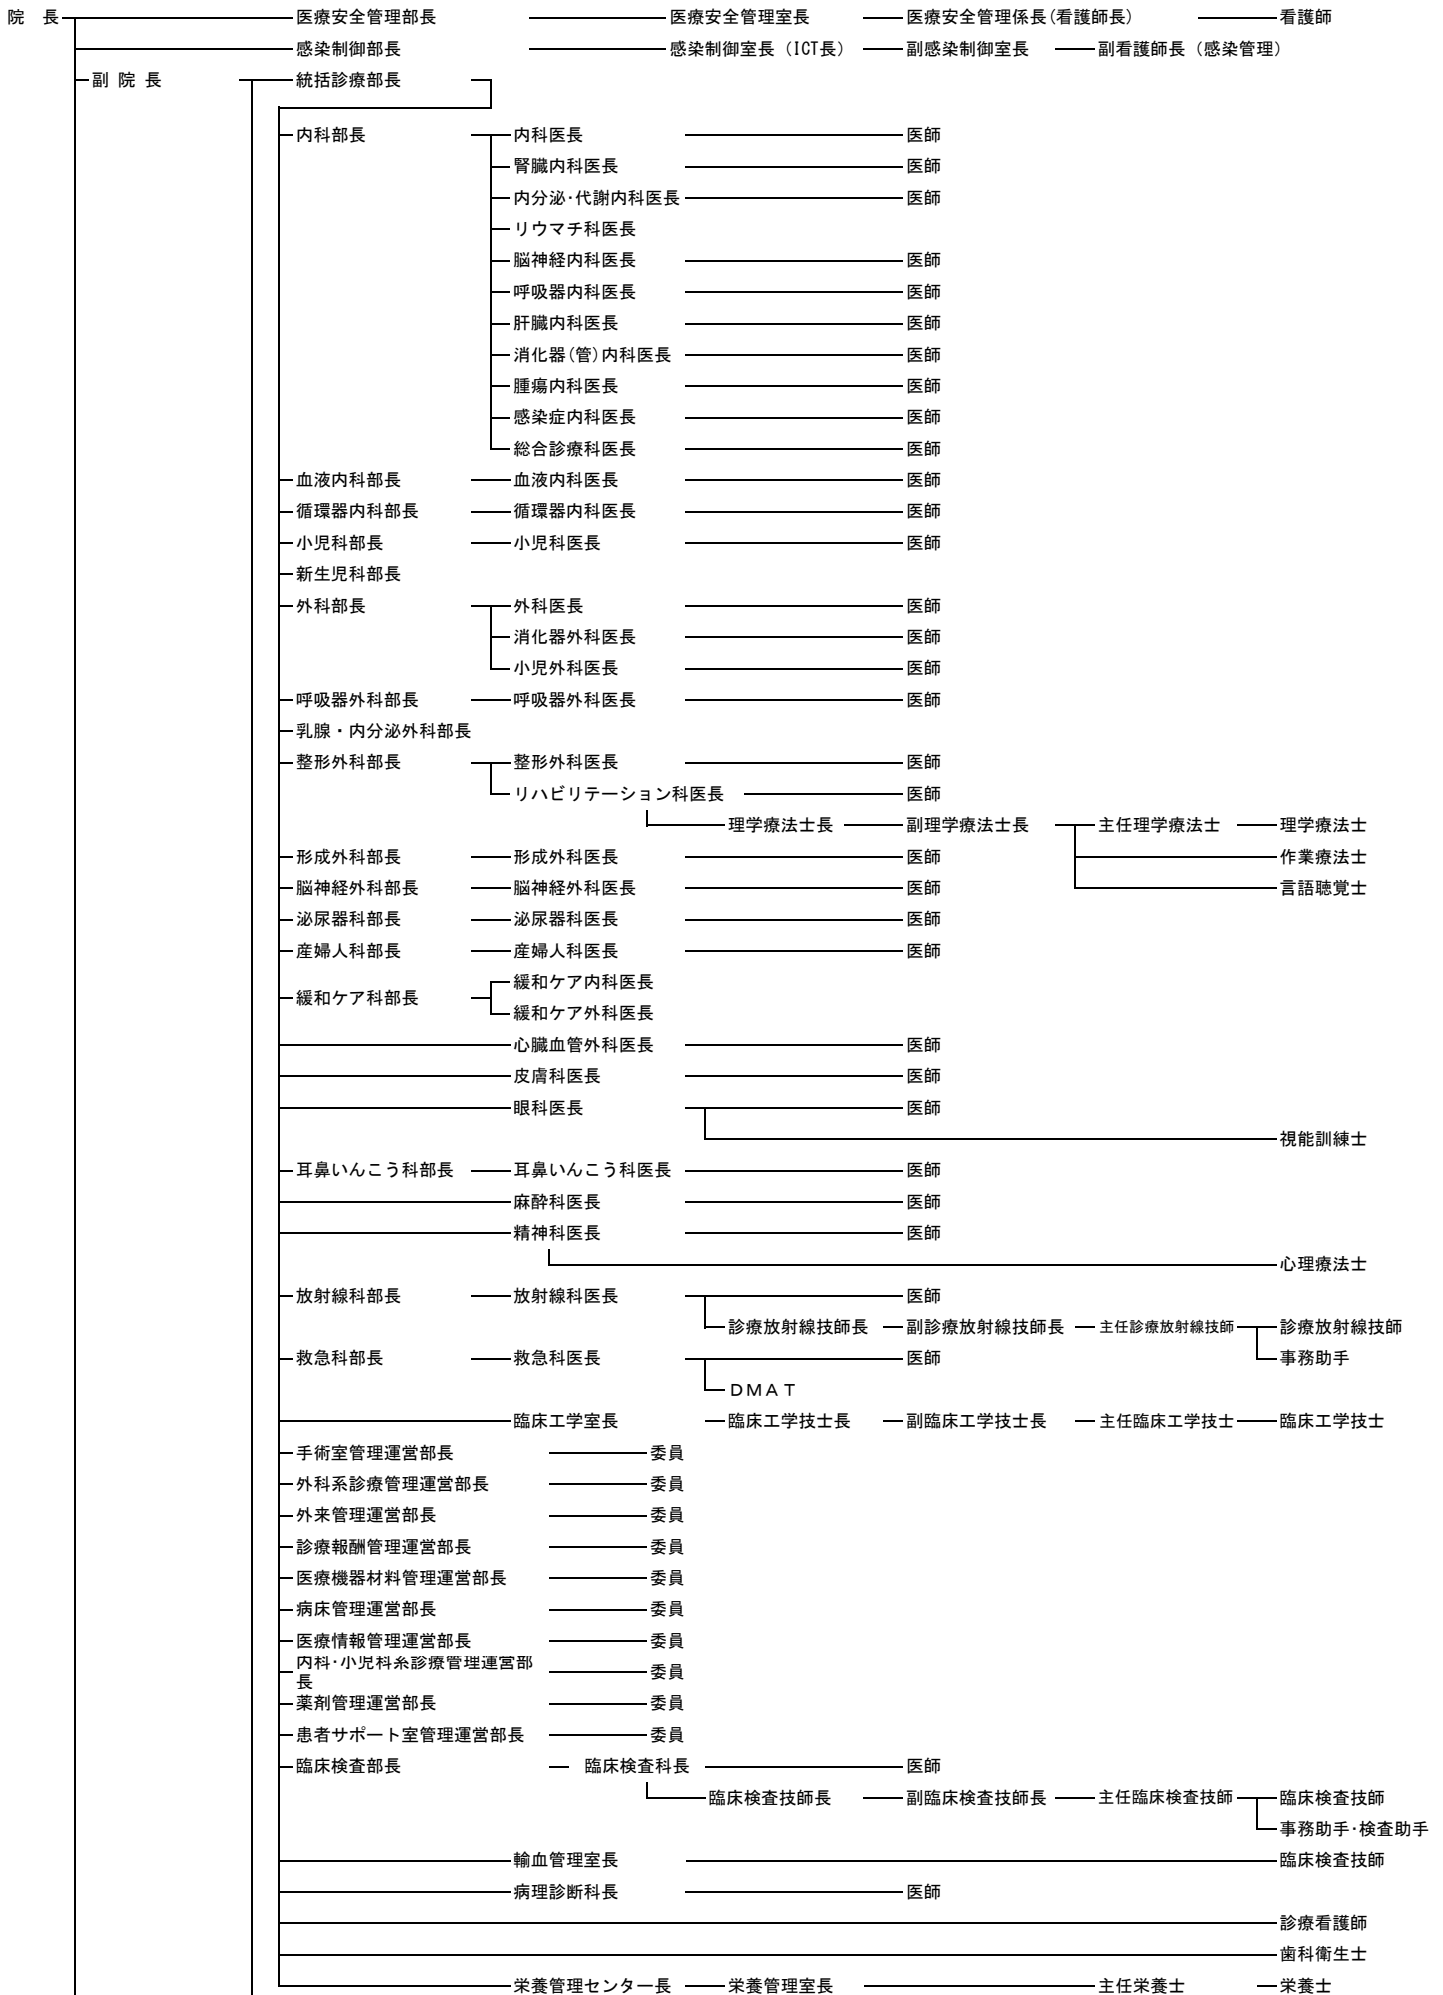 院　長　医療安全管理部長　医療安全管理室長　医療安全管理係長(看護師長)　看護師
感染制御部長　感染制御室長（ICT長）　副感染制御室長　副看護師長（感染管理）
副 院 長　統括診療部長
内科部長　内科医長　医師
腎臓内科医長　医師
内分泌･代謝内科医長　医師
リウマチ科医長
脳神経内科医長　医師
呼吸器内科医長　医師
肝臓内科医長　医師
消化器(管)内科医長　医師
腫瘍内科医長　医師
感染症内科医長　医師
総合診療科医長　医師
血液内科部長　血液内科医長　医師
循環器内科部長　循環器内科医長　医師
小児科部長　小児科医長　医師
新生児科部長
外科部長　外科医長　医師
消化器外科医長　医師
小児外科医長　医師
呼吸器外科部長　呼吸器外科医長　医師
乳腺・内分泌外科部長
整形外科部長　整形外科医長　医師
リハビリテーション科医長　医師
理学療法士長　副理学療法士長　主任理学療法士　理学療法士
形成外科部長　形成外科医長　医師　作業療法士
脳神経外科部長　脳神経外科医長　医師　言語聴覚士
泌尿器科部長　泌尿器科医長　医師
産婦人科部長　産婦人科医長　医師
緩和ケア内科医長
緩和ケア科部長
緩和ケア外科医長
心臓血管外科医長　医師
皮膚科医長　医師
眼科医長　医師
視能訓練士
耳鼻いんこう科部長　耳鼻いんこう科医長　医師
麻酔科医長　医師
精神科医長　医師
心理療法士
放射線科部長　放射線科医長　医師
診療放射線技師長　副診療放射線技師長　主任診療放射線技師　診療放射線技師
救急科部長　救急科医長　医師　事務助手
ＤＭＡＴ
臨床工学室長　臨床工学技士長　副臨床工学技士長　主任臨床工学技士　臨床工学技士
手術室管理運営部長　委員
外科系診療管理運営部長　委員
外来管理運営部長　委員
診療報酬管理運営部長　委員
医療機器材料管理運営部長　委員
病床管理運営部長　委員
医療情報管理運営部長　委員
内科･小児科系診療管理運営部
長　委員
薬剤管理運営部長　委員
患者サポート室管理運営部長　委員
臨床検査部長　臨床検査科長　医師
臨床検査技師長　副臨床検査技師長　主任臨床検査技師　臨床検査技師
事務助手･検査助手
輸血管理室長　臨床検査技師
病理診断科長　医師
診療看護師
歯科衛生士
栄養管理センター長　栄養管理室長　主任栄養士　栄養士